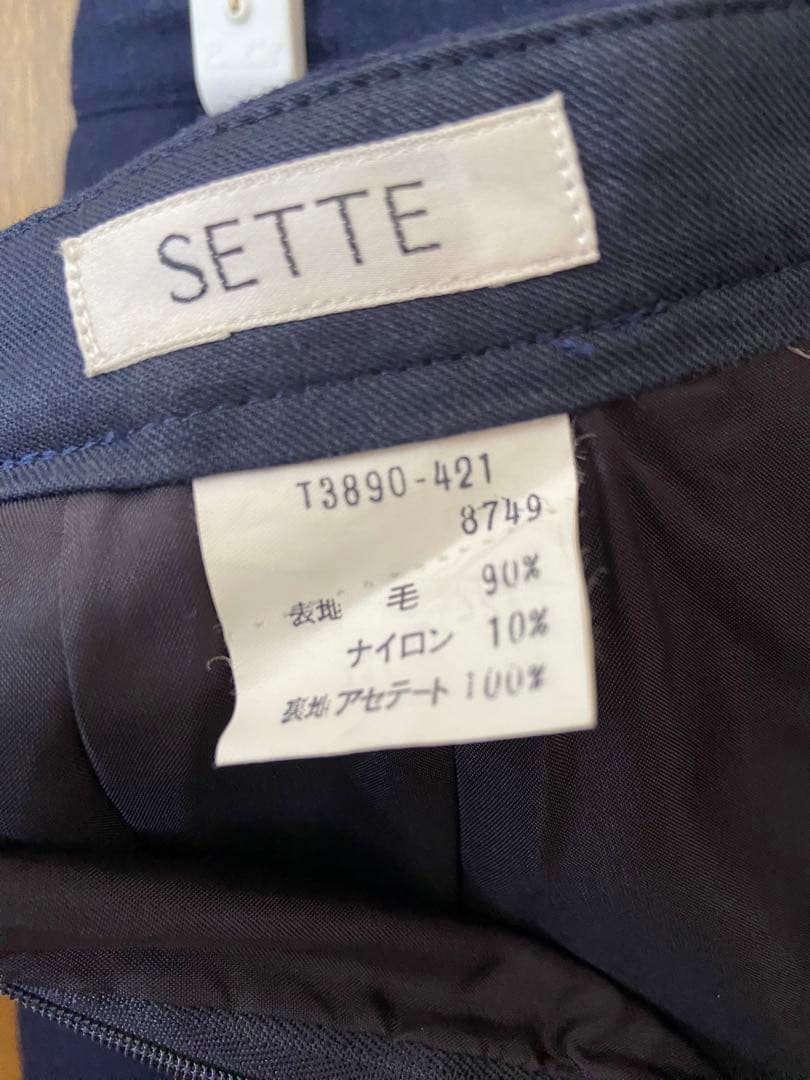 SETTE
T3890-421
8749
表地 毛 90%
ナイロン 10%
裏地 アセテート 100%